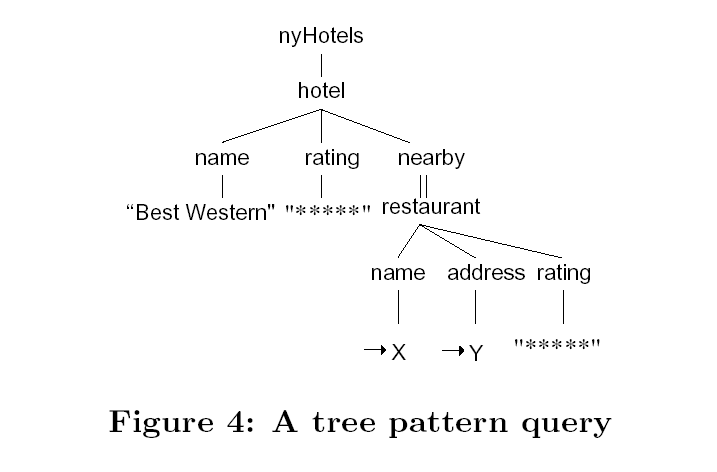 nyHotels
hotel
name rating nearby
“Best Western" "*****" restaurant
name address rating
→X →Y "*****"
Figure 4: A tree pattern query